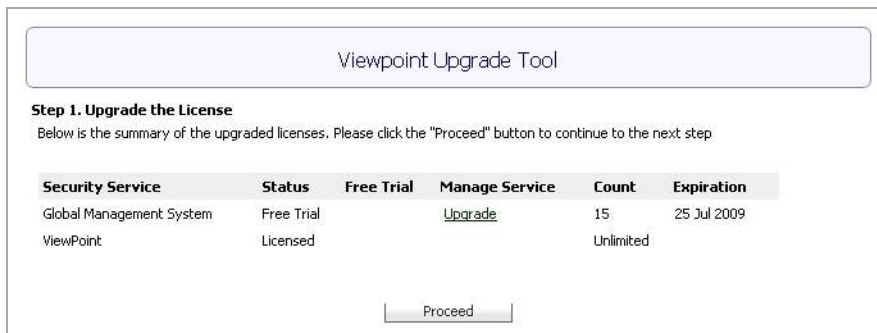 Viewpoint Upgrade Tool
Step 1. Upgrade the License
Below is the summary of the upgraded licenses. Please click the "Proceed" button to continue to the next step
Security Service Status Free Trial Manage Service Count Expiration
Global Management System Free Trial Upgrade 15 25 Jul 2009
ViewPoint Licensed Unlimited
Proceed